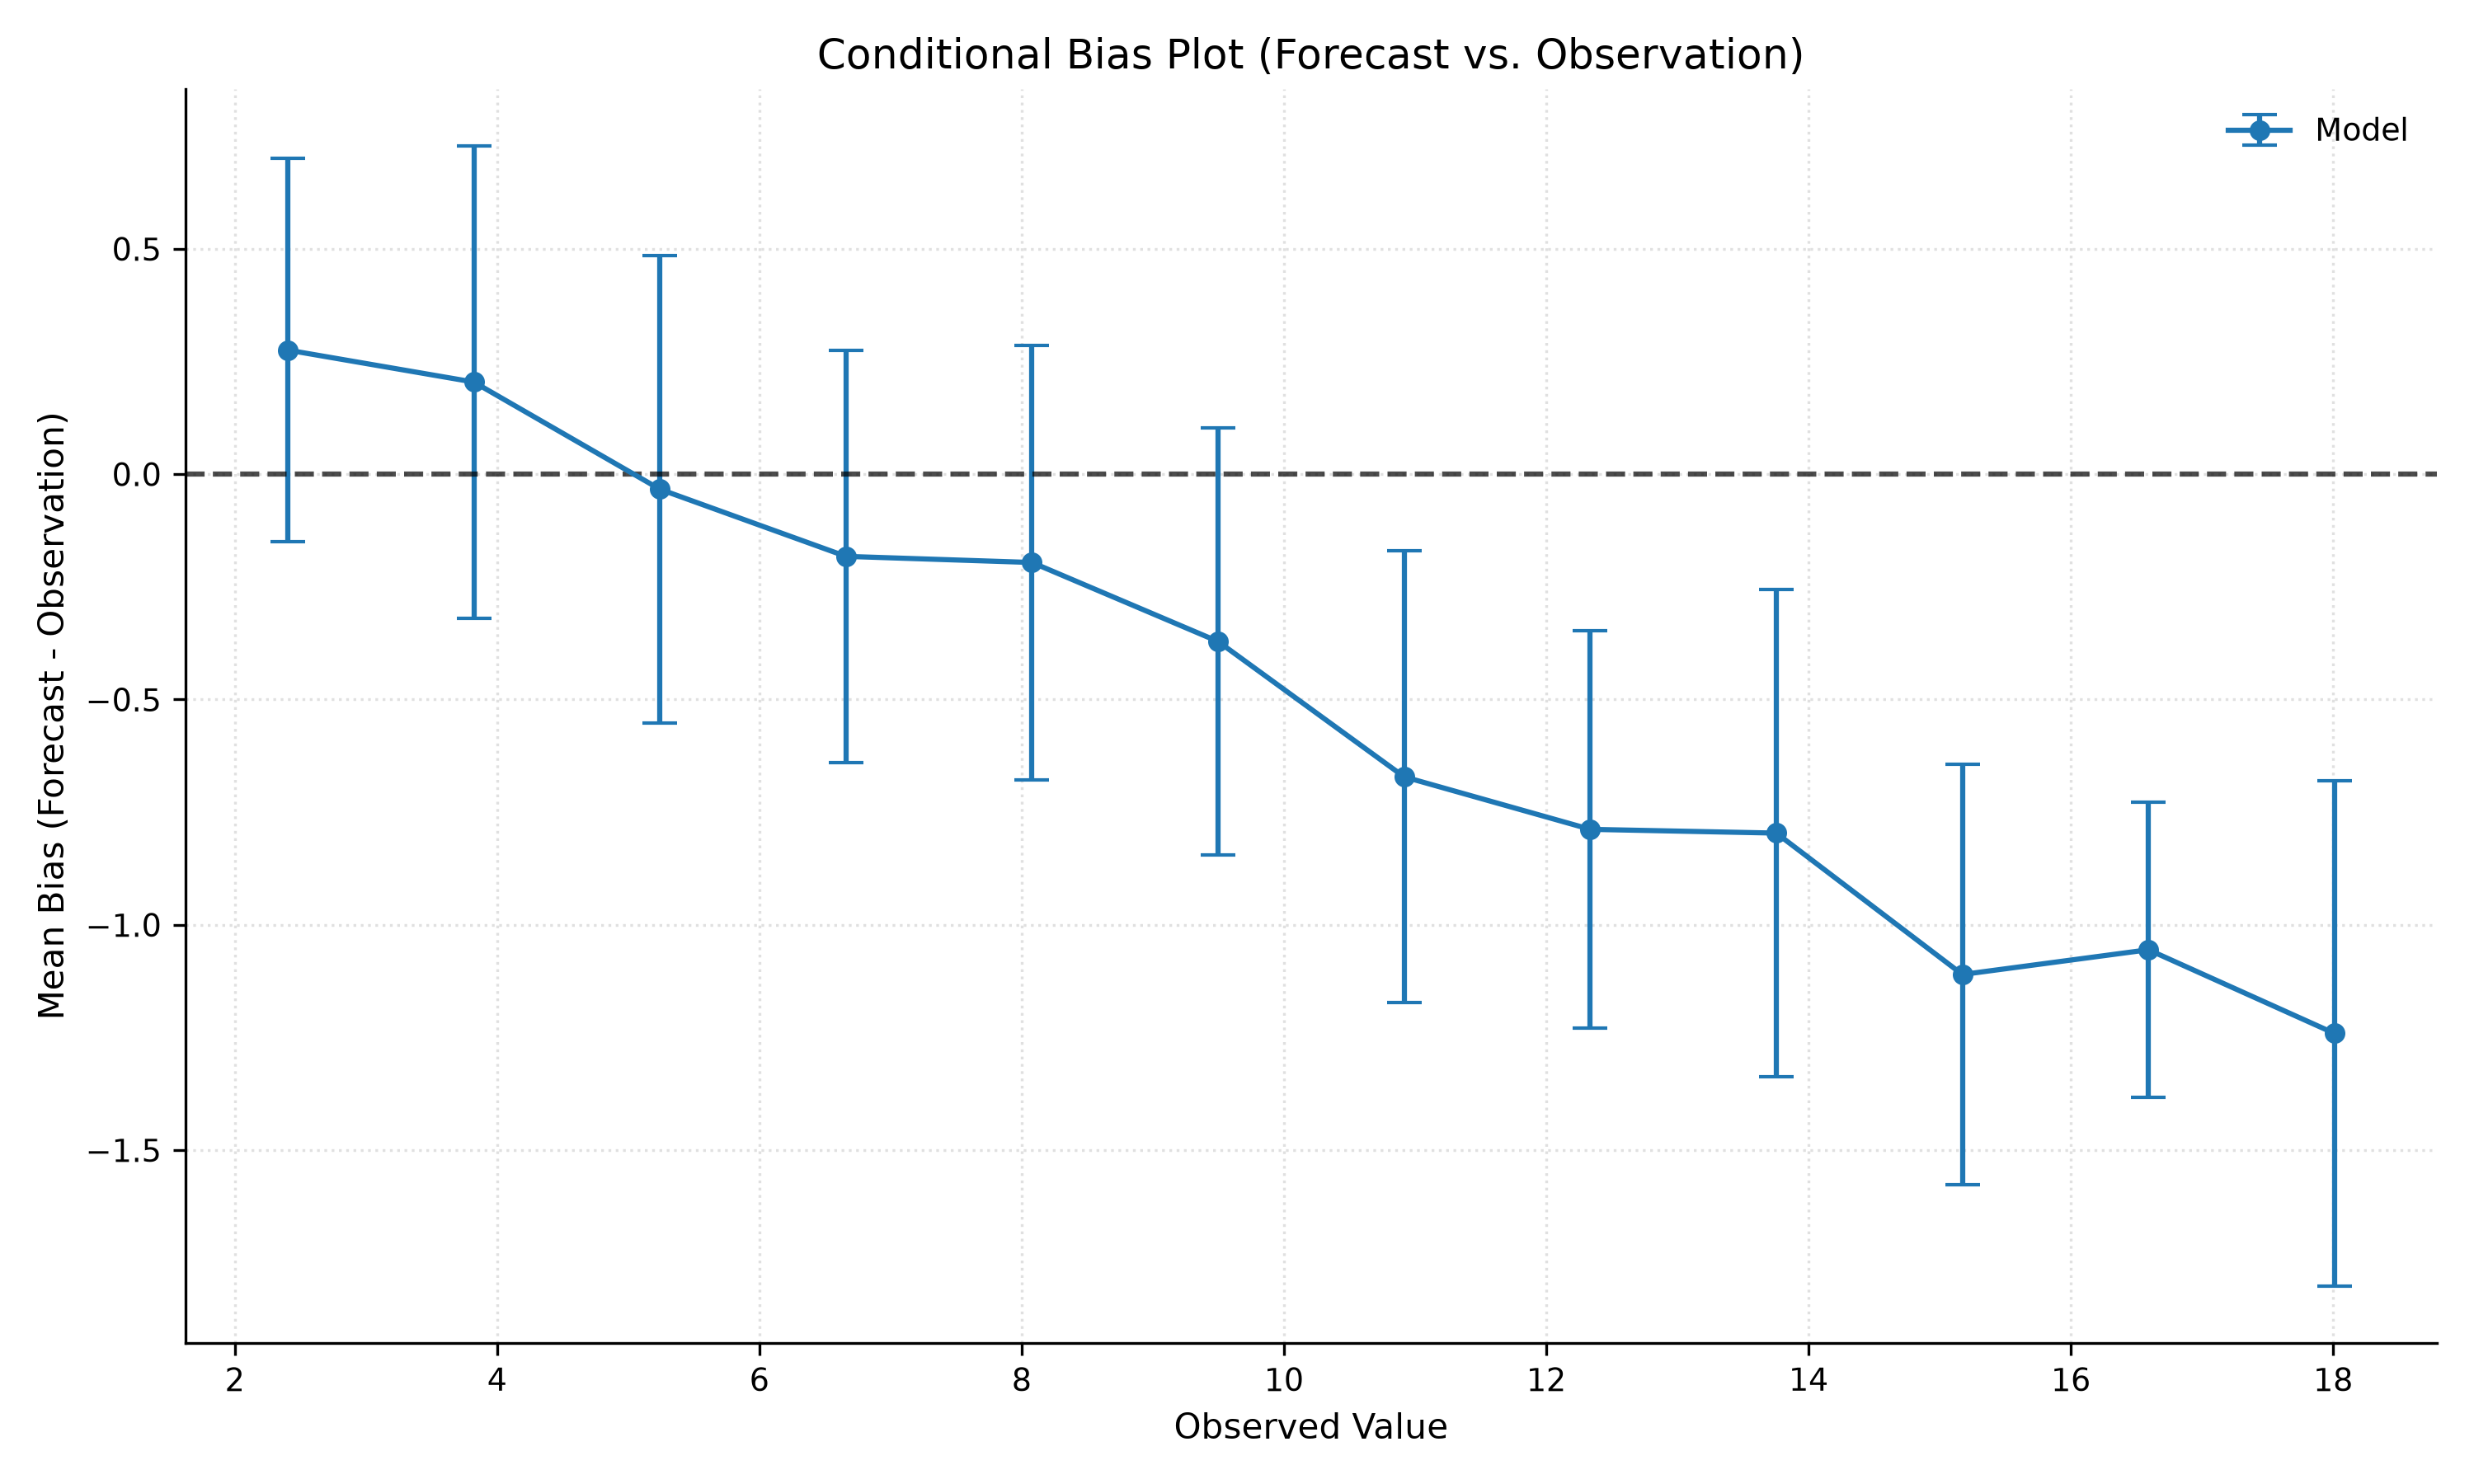 Conditional Bias Plot (Forecast vs. Observation)
Model
Mean Bias (Forecast - Observation)
0.5
0.0
−0.5
−1.0
−1.5
2 4 6 8 10 12 14 16 18
Observed Value